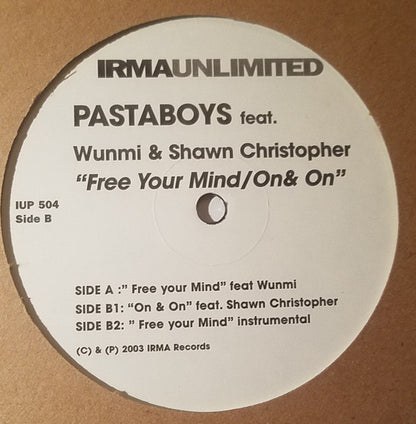 IRMAUNLIMITED
PASTABOYS feat.
Wunmi & Shawn Christopher
“Free Your Mind/On& On”
IUP 504
Side B
SIDE A :” Free your Mind” feat Wunmi
SIDE B1: “On & On” feat. Shawn Christopher
SIDE B2: ” Free your Mind” instrumental
(C) & (P) 2003 IRMA Records